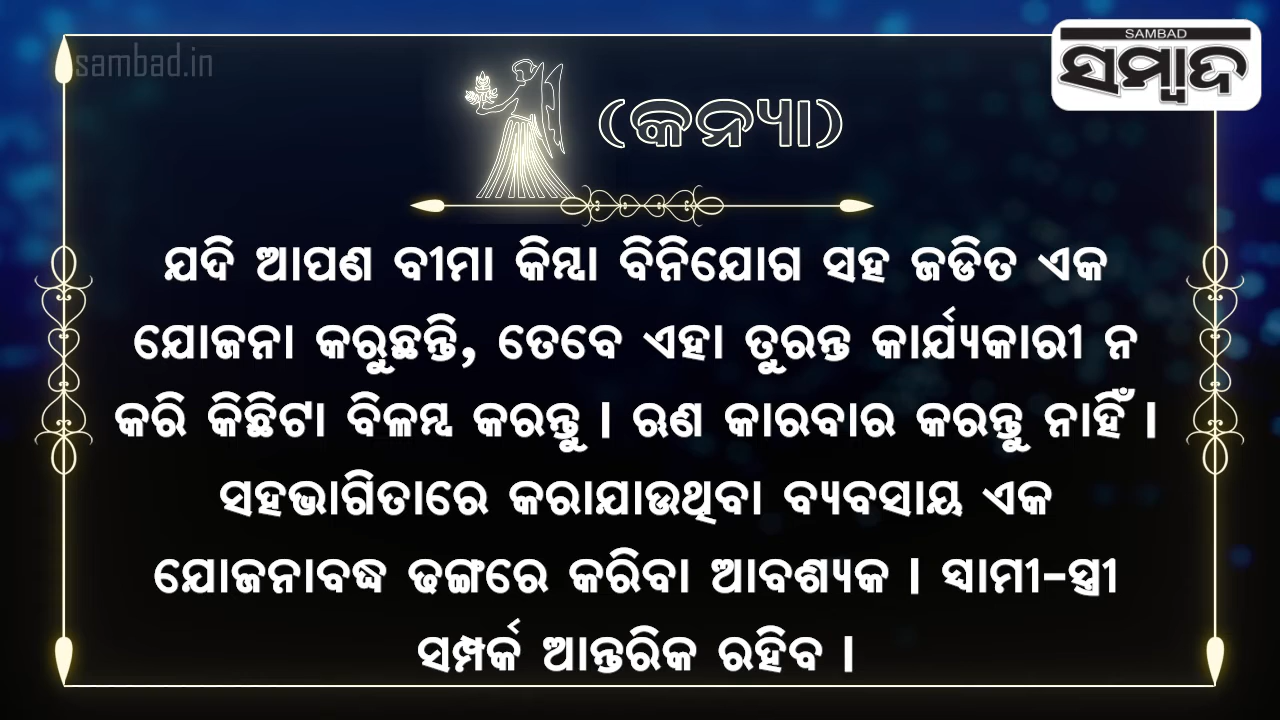 sambad.in
SAMBAD
ସମ୍ବାଦ
(କନ୍ୟା)
ଯଦି ଆପଣ ବୀମା କିମ୍ବା ବିନିଯୋଗ ସହ ଜଡିତ ଏକ
ଯୋଜନା କରୁଛନ୍ତି, ତେବେ ଏହା ତୁରନ୍ତ କାର୍ଯ୍ୟକାରୀ ନ
କରି କିଛିଟା ବିଳମ୍ବ କରନ୍ତୁ । ଋଣ କାରବାର କରନ୍ତୁ ନାହିଁ ।
ସହଭାଗିତାରେ କରାଯାଉଥିବା ବ୍ୟବସାୟ ଏକ
ଯୋଜନାବଦ୍ଧ ଢଙ୍ଗରେ କରିବା ଆବଶ୍ୟକ । ସ୍ୱାମୀ-ସ୍ତ୍ରୀ
ସମ୍ପର୍କ ଆନ୍ତରିକ ରହିବ ।